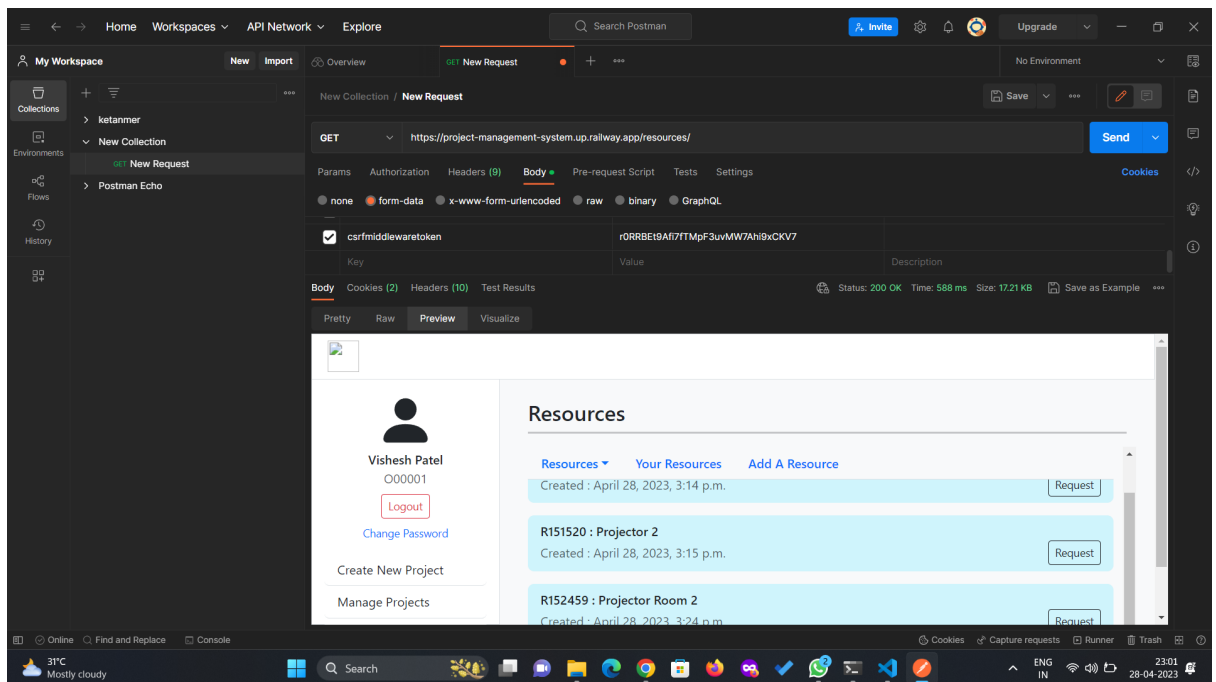 Home Workspaces API Network Explore Search Postman Invite Upgrade
My Workspace New Import Overview GET New Request No Environment
Collections
Environments
Flows
History
ketanmer
New Collection
GET New Request
Postman Echo
New Collection / New Request Save
GET https://project-management-system.up.railway.app/resources/ Send
Params Authorization Headers (9) Body Pre-request Script Tests Settings Cookies
none form-data x-www-form-urlencoded raw binary GraphQL
csrfmiddlewaretoken r0RRBEt9Afi7fTMpF3uvMW7Ahi9xCKV7
Key Value Description
Body Cookies (2) Headers (10) Test Results Status: 200 OK Time: 588 ms Size: 17.21 KB Save as Example
Pretty Raw Preview Visualize
Vishesh Patel
O00001
Logout
Change Password
Create New Project
Manage Projects
Resources
Resources Your Resources Add A Resource
Created : April 28, 2023, 3:14 p.m. Request
R151520 : Projector 2
Created : April 28, 2023, 3:15 p.m. Request
R152459 : Projector Room 2
Created : April 28, 2023, 3:24 p.m. Request
Online Find and Replace Console Cookies Capture requests Runner Trash
31°C
Mostly cloudy
Search
ENG
IN
23:01
28-04-2023